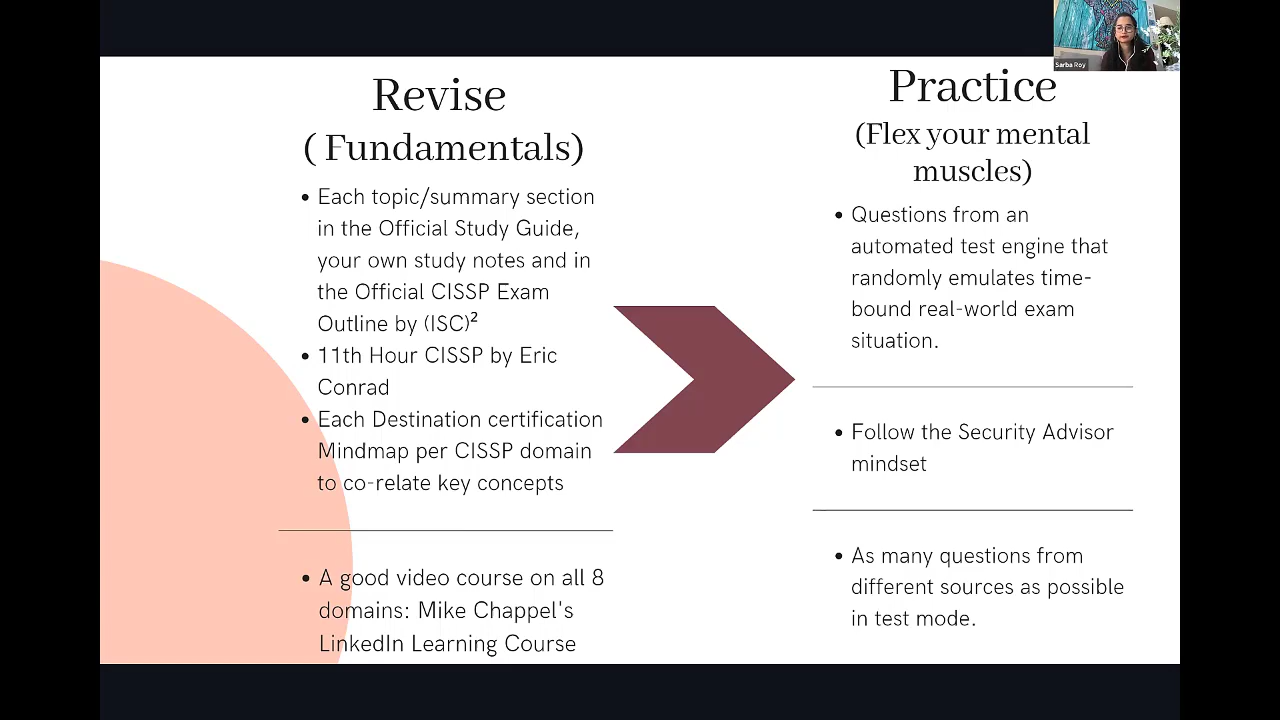 Sarba Roy
Revise
( Fundamentals)
• Each topic/summary section
in the Official Study Guide,
your own study notes and in
the Official CISSP Exam
Outline by (ISC)²
• 11th Hour CISSP by Eric
Conrad
• Each Destination certification
Mindmap per CISSP domain
to co-relate key concepts
• A good video course on all 8
domains: Mike Chappel's
LinkedIn Learning Course
Practice
(Flex your mental
muscles)
• Questions from an
automated test engine that
randomly emulates time-
bound real-world exam
situation.
• Follow the Security Advisor
mindset
• As many questions from
different sources as possible
in test mode.